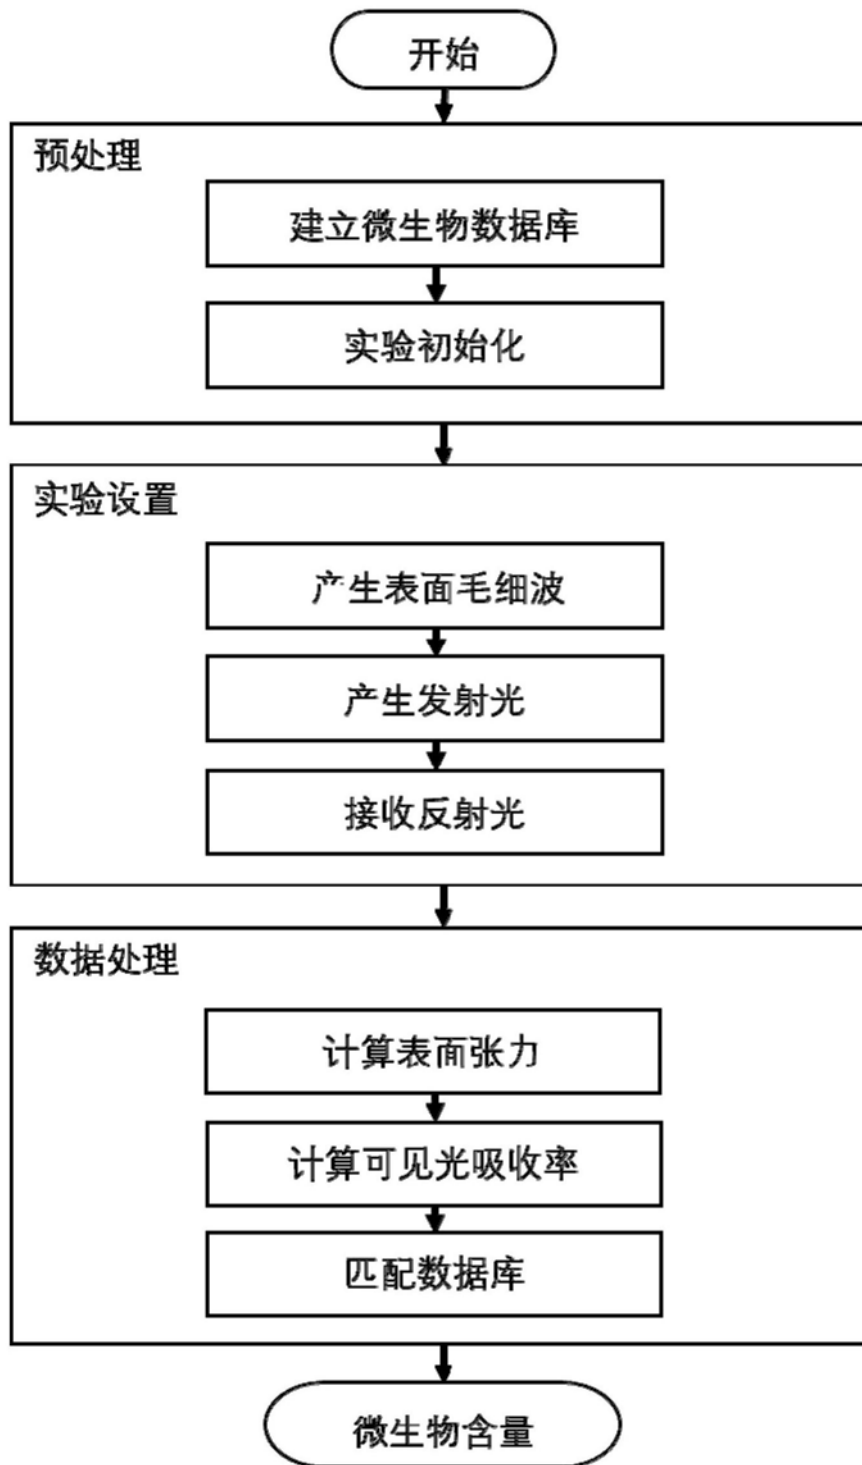 开始
预处理
建立微生物数据库
实验初始化
实验设置
产生表面毛细波
产生发射光
接收反射光
数据处理
计算表面张力
计算可见光吸收率
匹配数据库
微生物含量